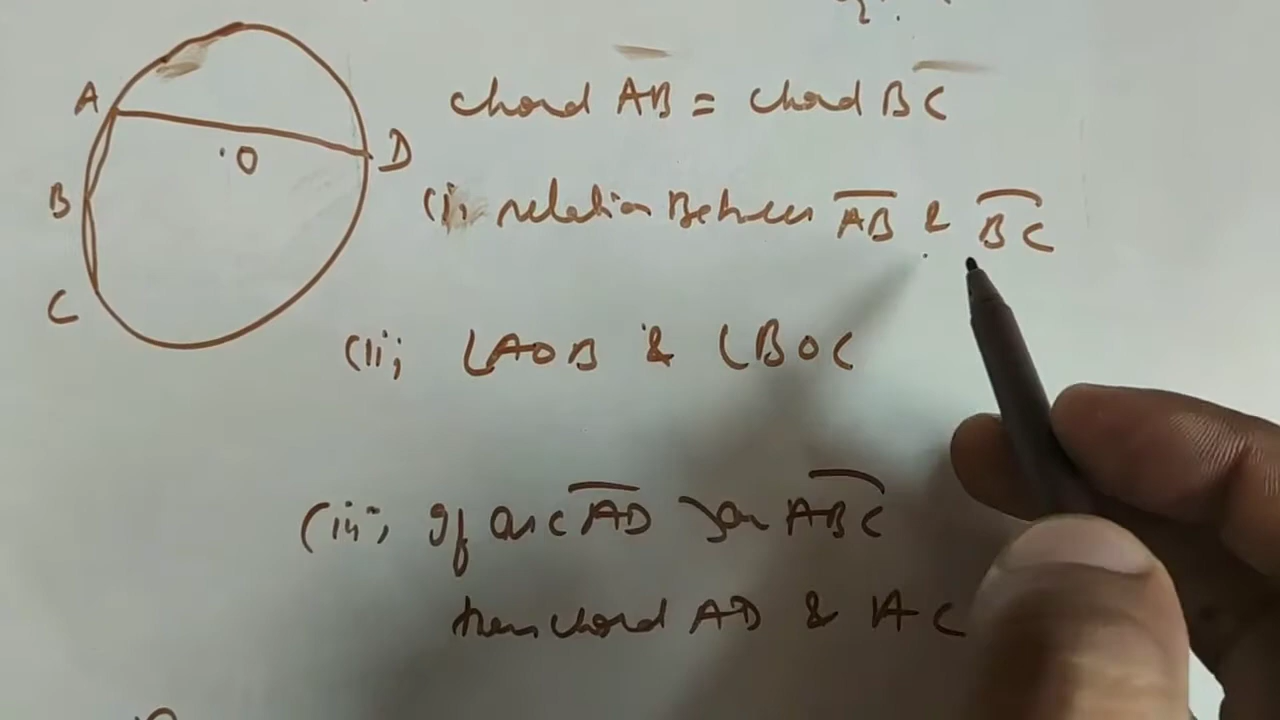 A
B
C
D
O
chord AB = chord BC
(i) relation Between AB & BC
(ii) ∠AOB & ∠BOC
(iii) If arc AD > arc ABC
then chord AD & AC